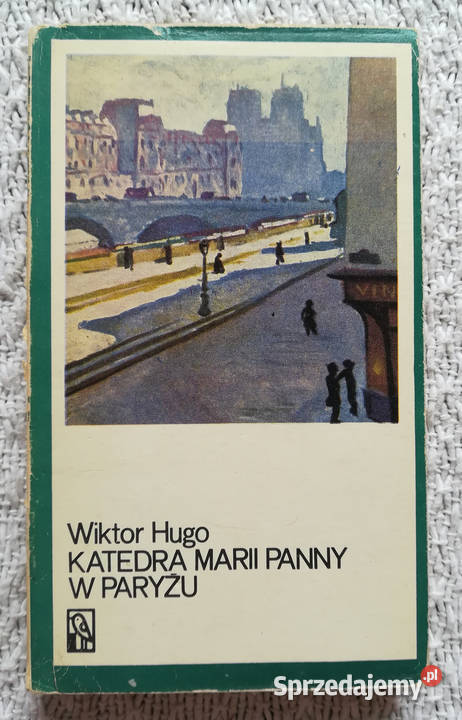 VIN
Wiktor Hugo
KATEDRA MARII PANNY
W PARYŻU
Sprzedajemy.pl